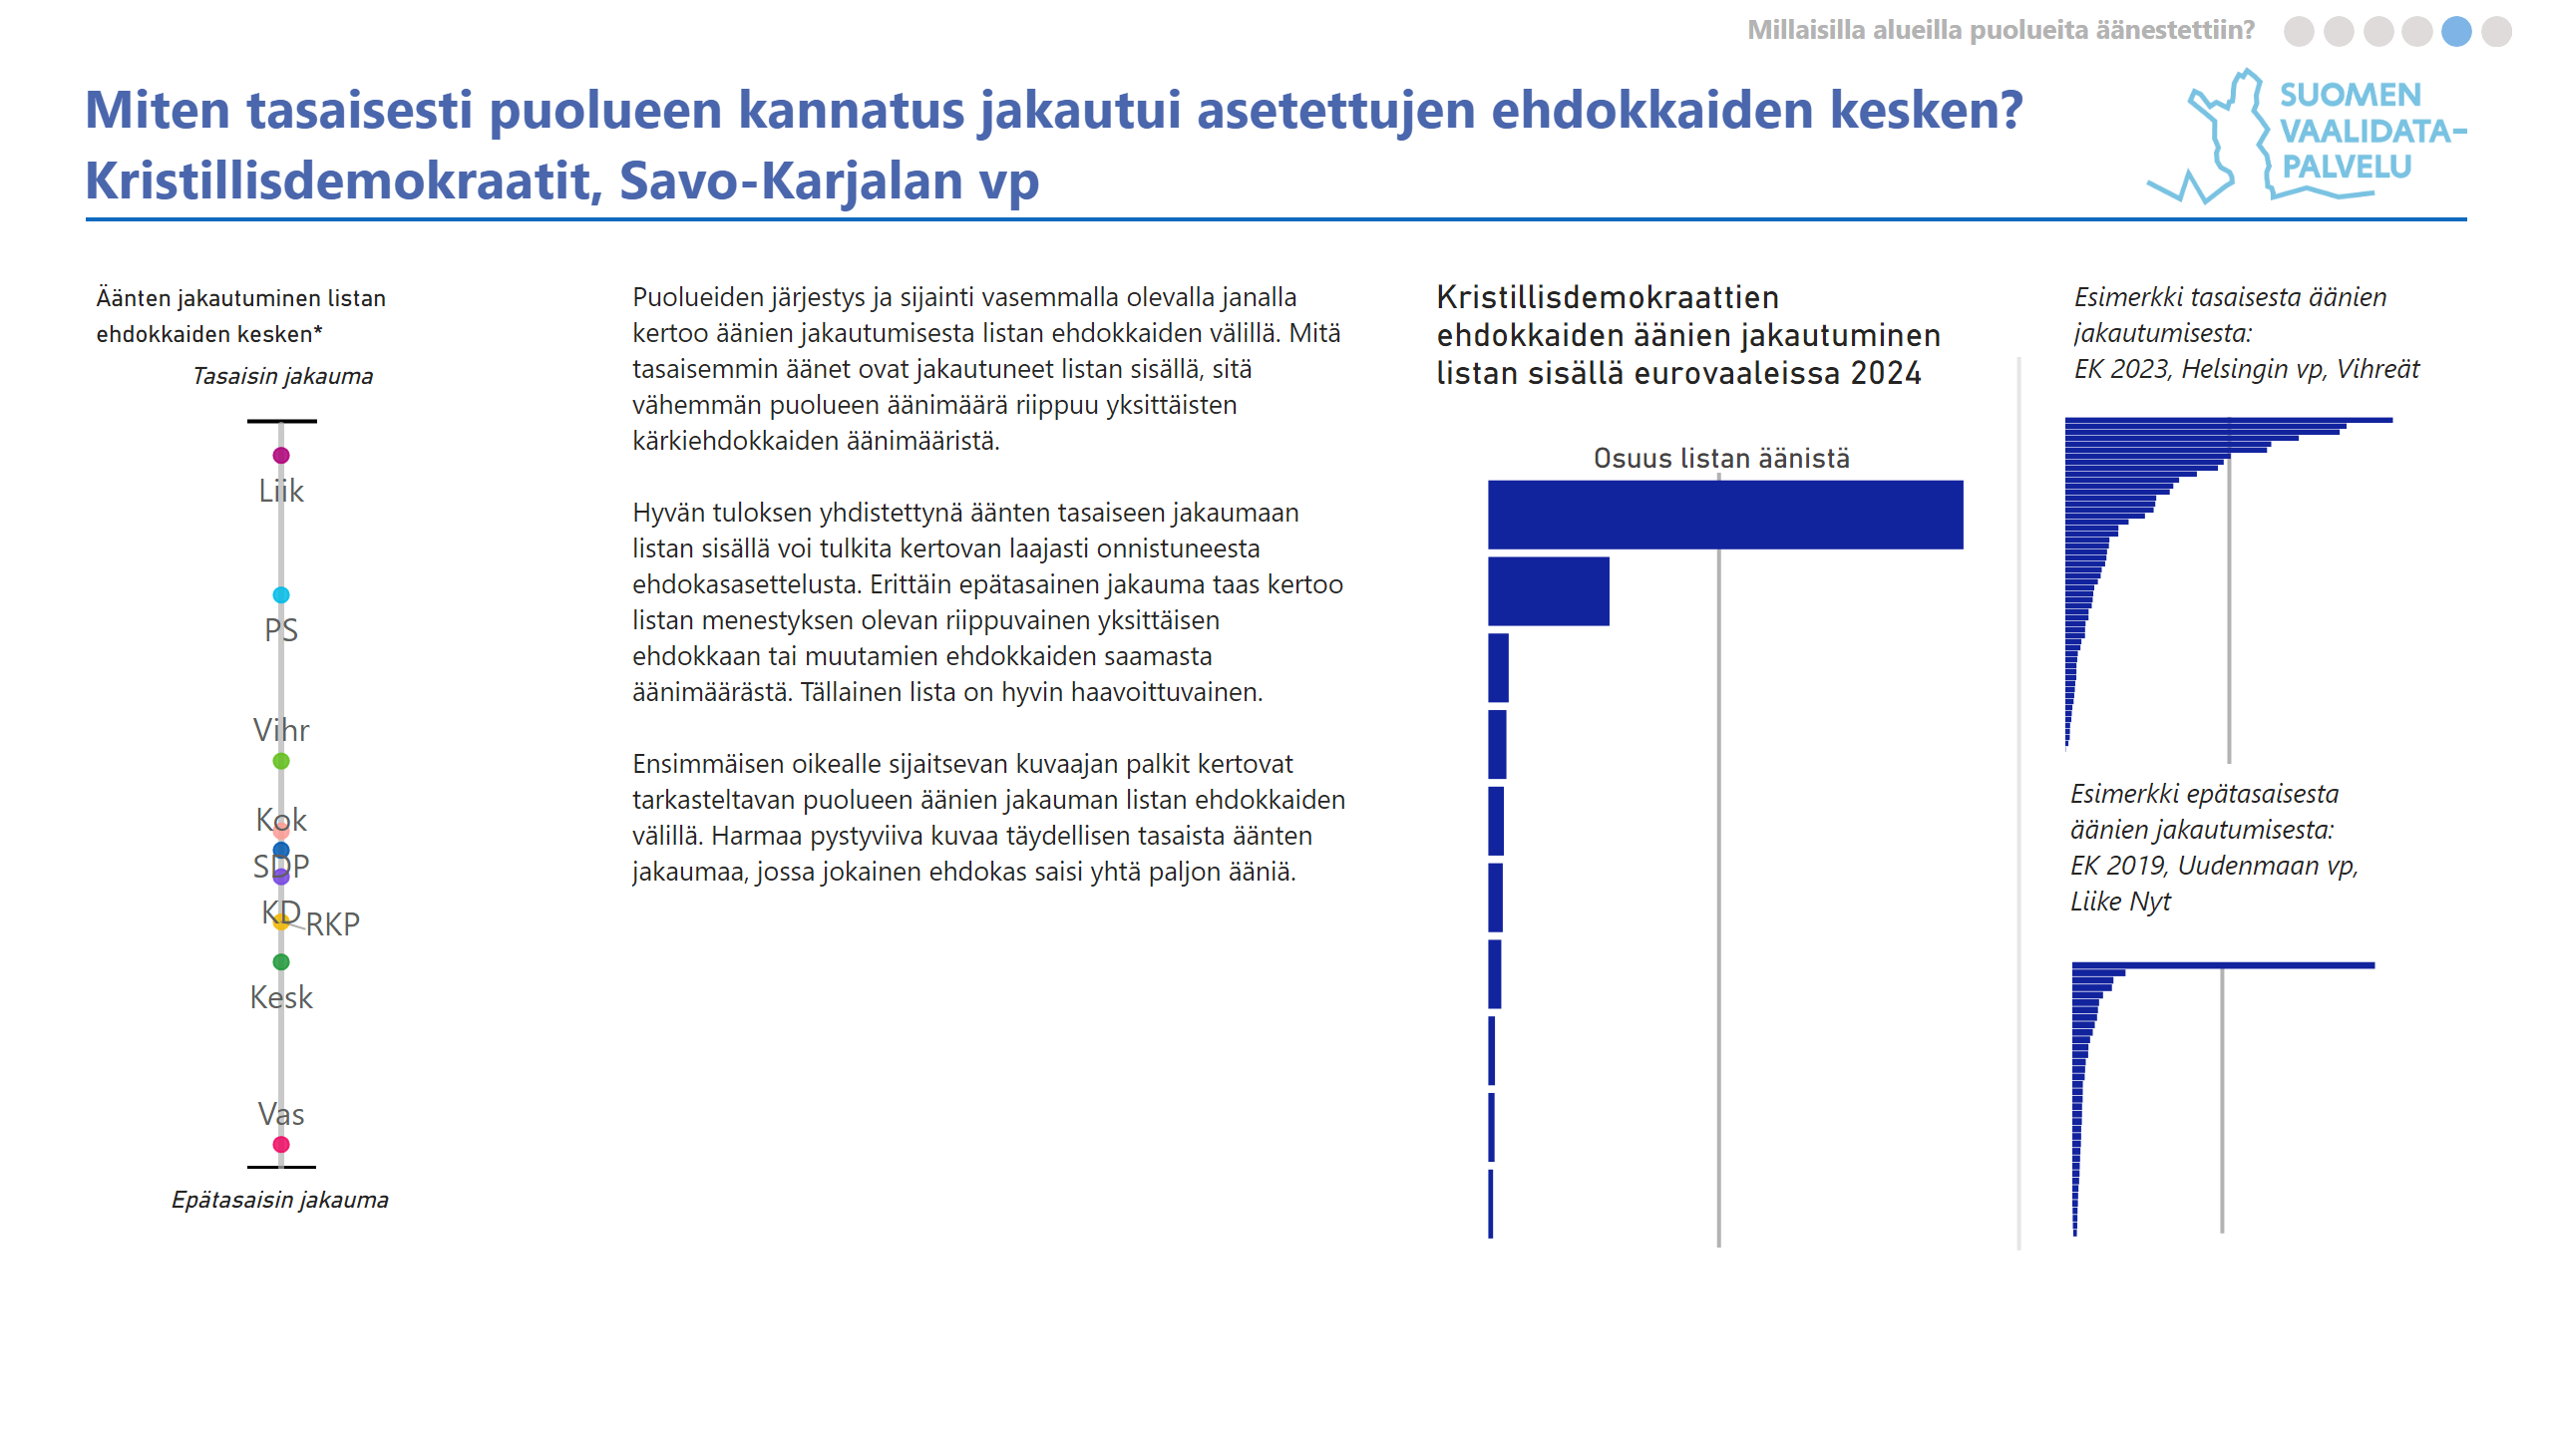 Millaisilla alueilla puolueita äänestettiin?
Miten tasaisesti puolueen kannatus jakautui asetettujen ehdokkaiden kesken?
Kristillisdemokraatit, Savo-Karjalan vp
SUOMEN
VAALIDATA-
PALVELU
Äänten jakautuminen listan
ehdokkaiden kesken*
Tasaisin jakauma
Liik
PS
Vihr
Kok
SDP
KD
RKP
Kesk
Vas
Epätasaisin jakauma
Puolueiden järjestys ja sijainti vasemmalla olevalla janalla
kertoo äänien jakautumisesta listan ehdokkaiden välillä. Mitä
tasaisemmin äänet ovat jakautuneet listan sisällä, sitä
vähemmän puolueen äänimäärä riippuu yksittäisten
kärkiehdokkaiden äänimääristä.
Hyvän tuloksen yhdistettynä äänten tasaiseen jakaumaan
listan sisällä voi tulkita kertovan laajasti onnistuneesta
ehdokasasettelusta. Erittäin epätasainen jakauma taas kertoo
listan menestyksen olevan riippuvainen yksittäisen
ehdokkaan tai muutamien ehdokkaiden saamasta
äänimäärästä. Tällainen lista on hyvin haavoittuvainen.
Ensimmäisen oikealle sijaitsevan kuvaajan palkit kertovat
tarkasteltavan puolueen äänien jakauman listan ehdokkaiden
välillä. Harmaa pystyviiva kuvaa täydellisen tasaista äänten
jakaumaa, jossa jokainen ehdokas saisi yhtä paljon ääniä.
Kristillisdemokraattien
ehdokkaiden äänien jakautuminen
listan sisällä eurovaaleissa 2024
Osuus listan äänistä
Esimerkki tasaisesta äänien
jakautumisesta:
EK 2023, Helsingin vp, Vihreät
Esimerkki epätasaisesta
äänien jakautumisesta:
EK 2019, Uudenmaan vp,
Liike Nyt